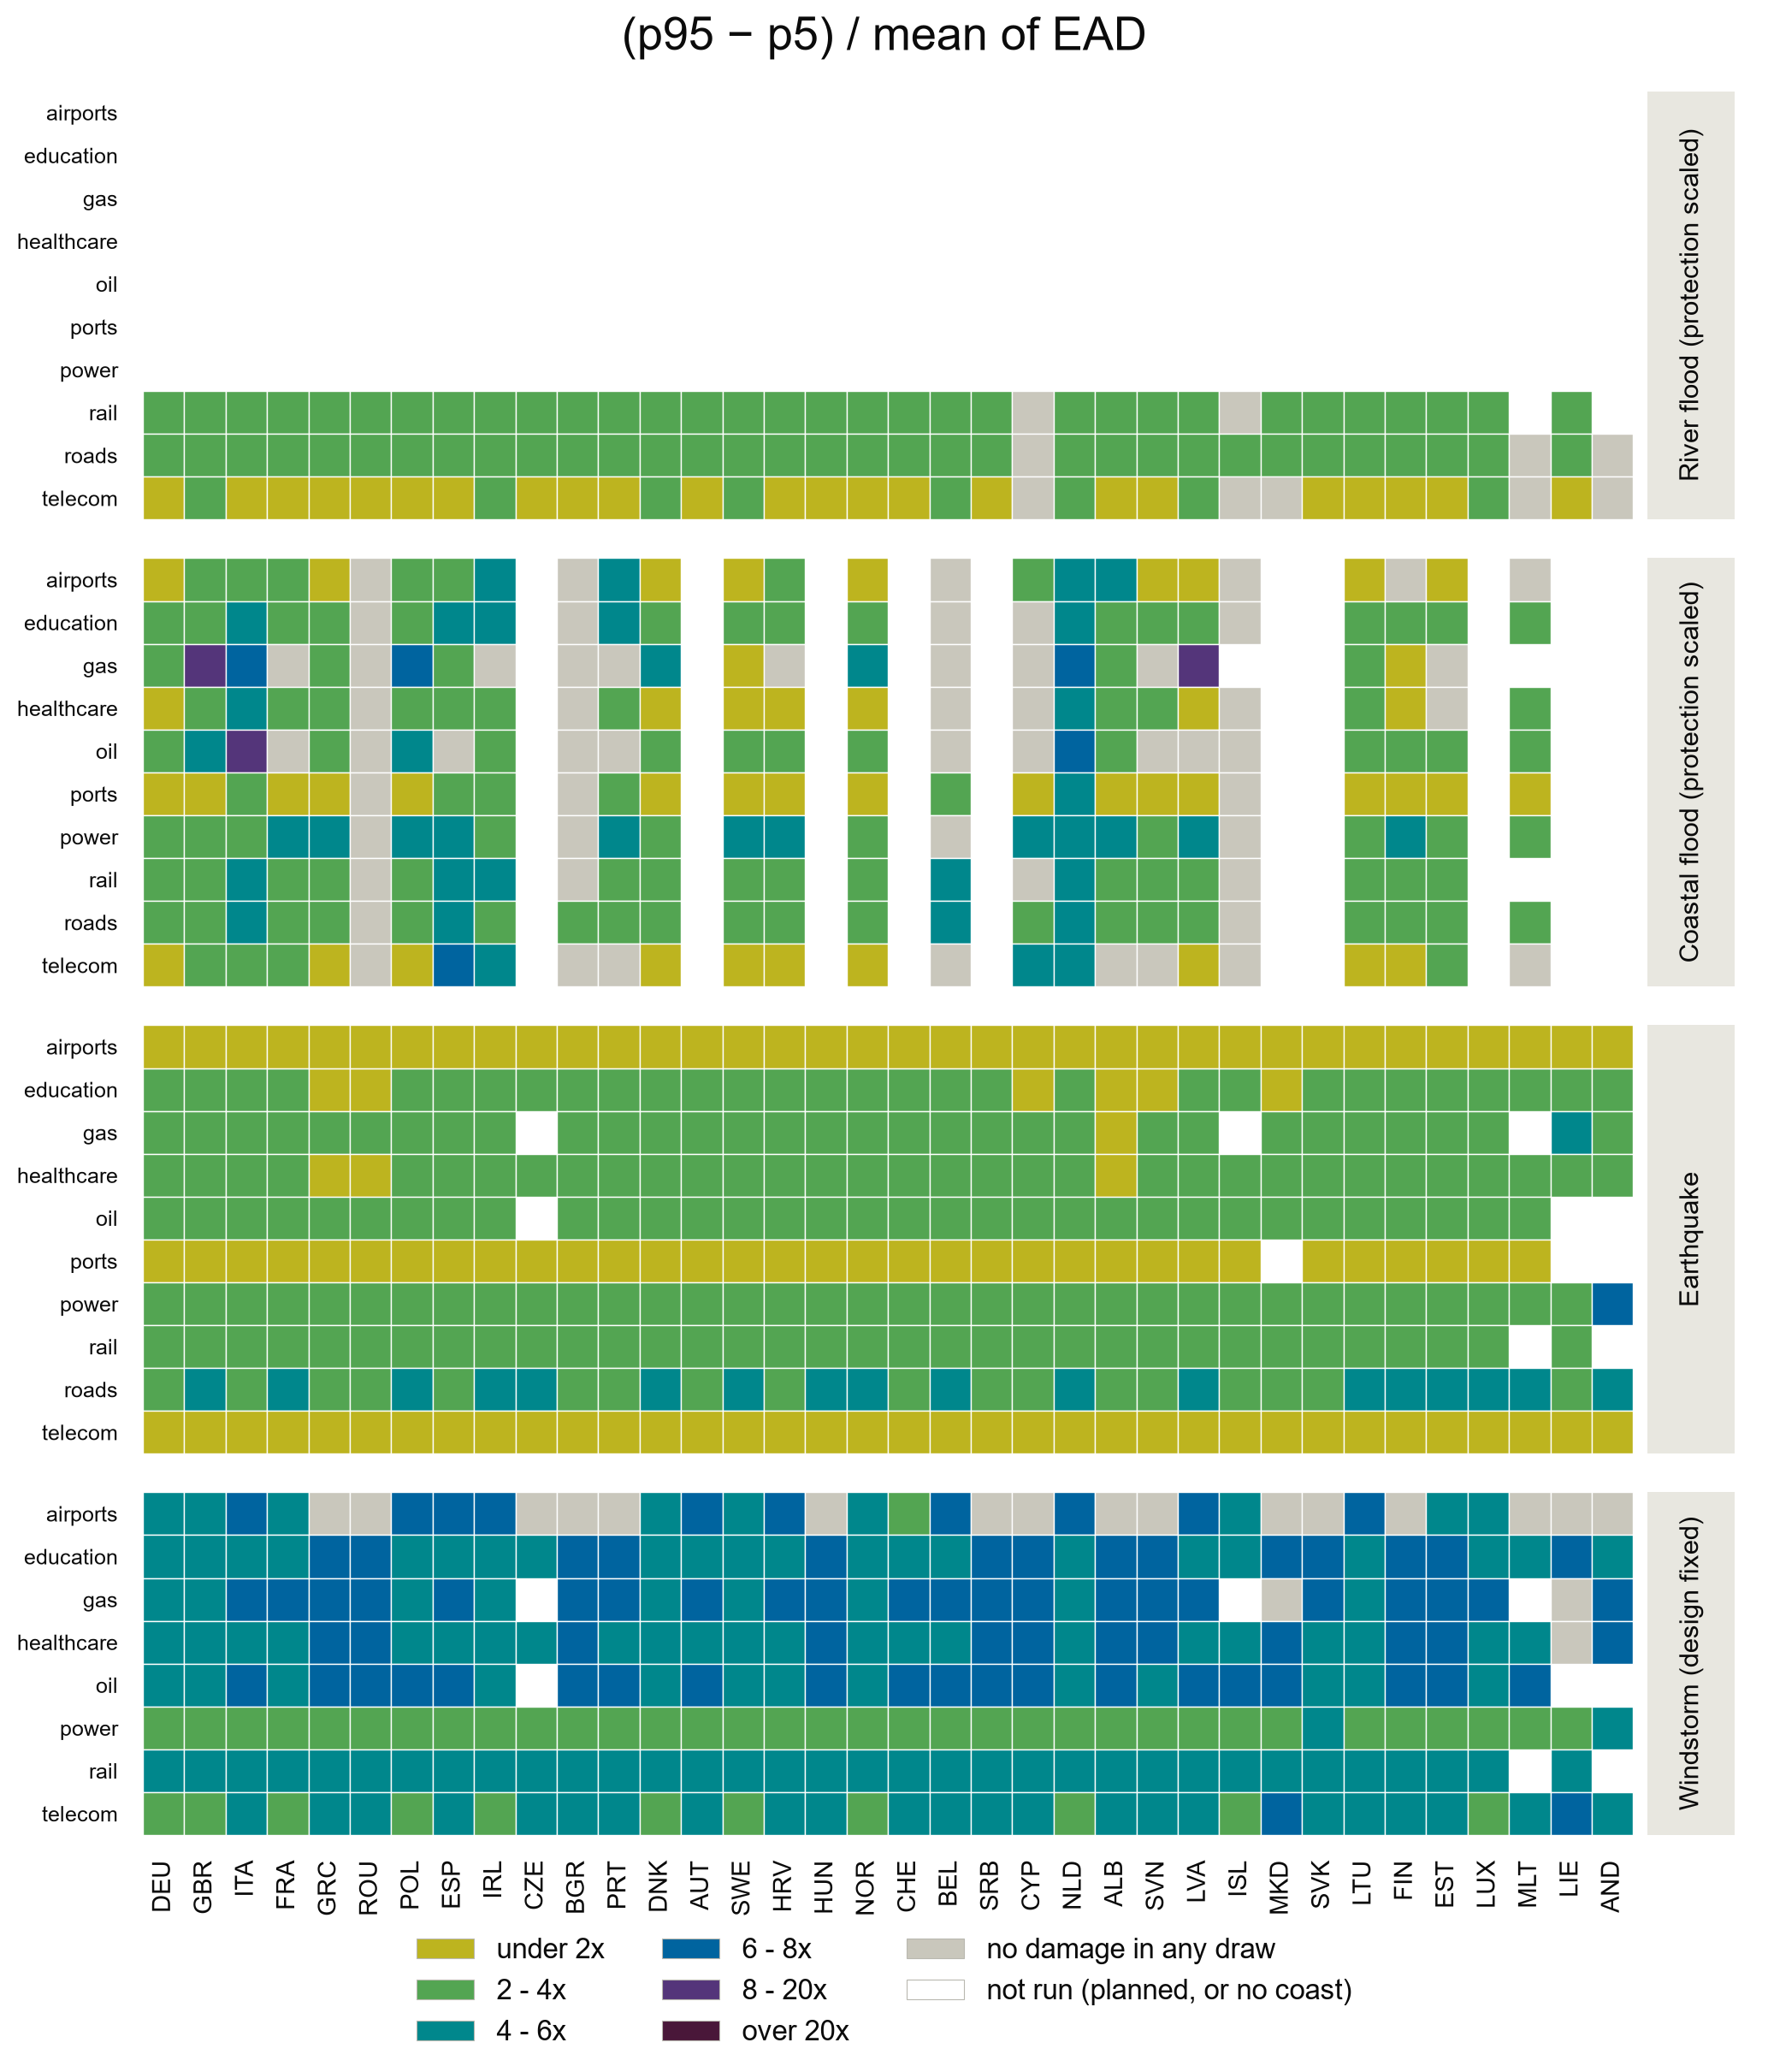 (p95 − p5) / mean of EAD
airports
education
gas
healthcare
oil
ports
power
rail
roads
telecom
River flood (protection scaled)
airports
education
gas
healthcare
oil
ports
power
rail
roads
telecom
Coastal flood (protection scaled)
airports
education
gas
healthcare
oil
ports
power
rail
roads
telecom
Earthquake
airports
education
gas
healthcare
oil
power
rail
telecom
Windstorm (design fixed)
DEU GBR ITA FRA GRC ROU POL ESP IRL CZE BGR PRT DNK AUT SWE HRV HUN NOR CHE BEL SRB CYP NLD ALB SVN LVA ISL MKD SVK LTU FIN EST LUX MLT LIE AND
under 2x
2 - 4x
4 - 6x
6 - 8x
8 - 20x
over 20x
no damage in any draw
not run (planned, or no coast)